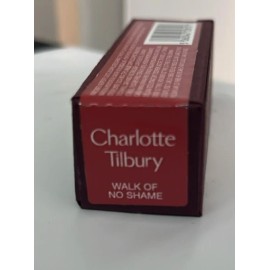 Charlotte
Tilbury
WALK OF
NO SHAME